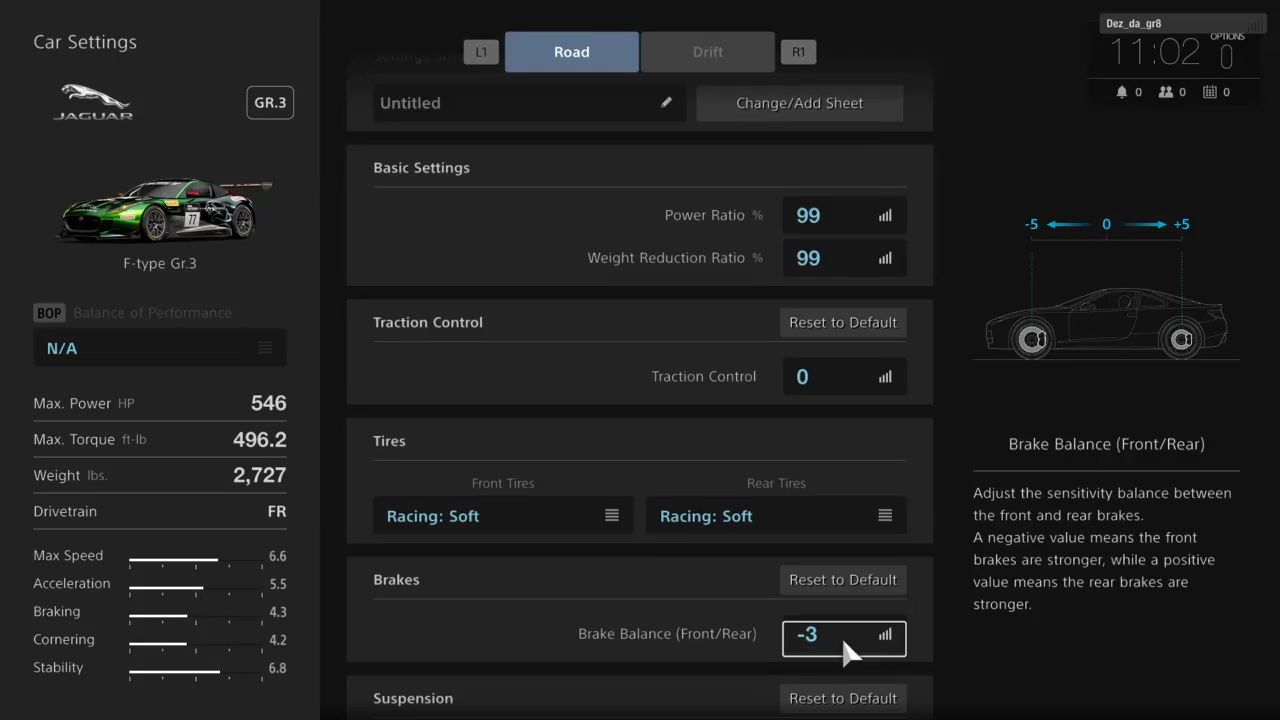 Car Settings
L1
Road
Drift
R1
Dez_da_gr8
11:02
OPTIONS
0
0
0
JAGUAR
GR.3
Untitled
Change/Add Sheet
77
F-type Gr.3
BOP Balance of Performance
N/A
Max. Power HP 546
Max. Torque ft-lb 496.2
Weight lbs. 2,727
Drivetrain FR
Max Speed 6.6
Acceleration 5.5
Braking 4.3
Cornering 4.2
Stability 6.8
Basic Settings
Power Ratio % 99
Weight Reduction Ratio % 99
Traction Control
Reset to Default
Traction Control 0
Tires
Front Tires
Rear Tires
Racing: Soft
Racing: Soft
Brakes
Reset to Default
Brake Balance (Front/Rear) -3
Suspension
Reset to Default
-5 0 +5
Brake Balance (Front/Rear)
Adjust the sensitivity balance between
the front and rear brakes.
A negative value means the front
brakes are stronger, while a positive
value means the rear brakes are
stronger.